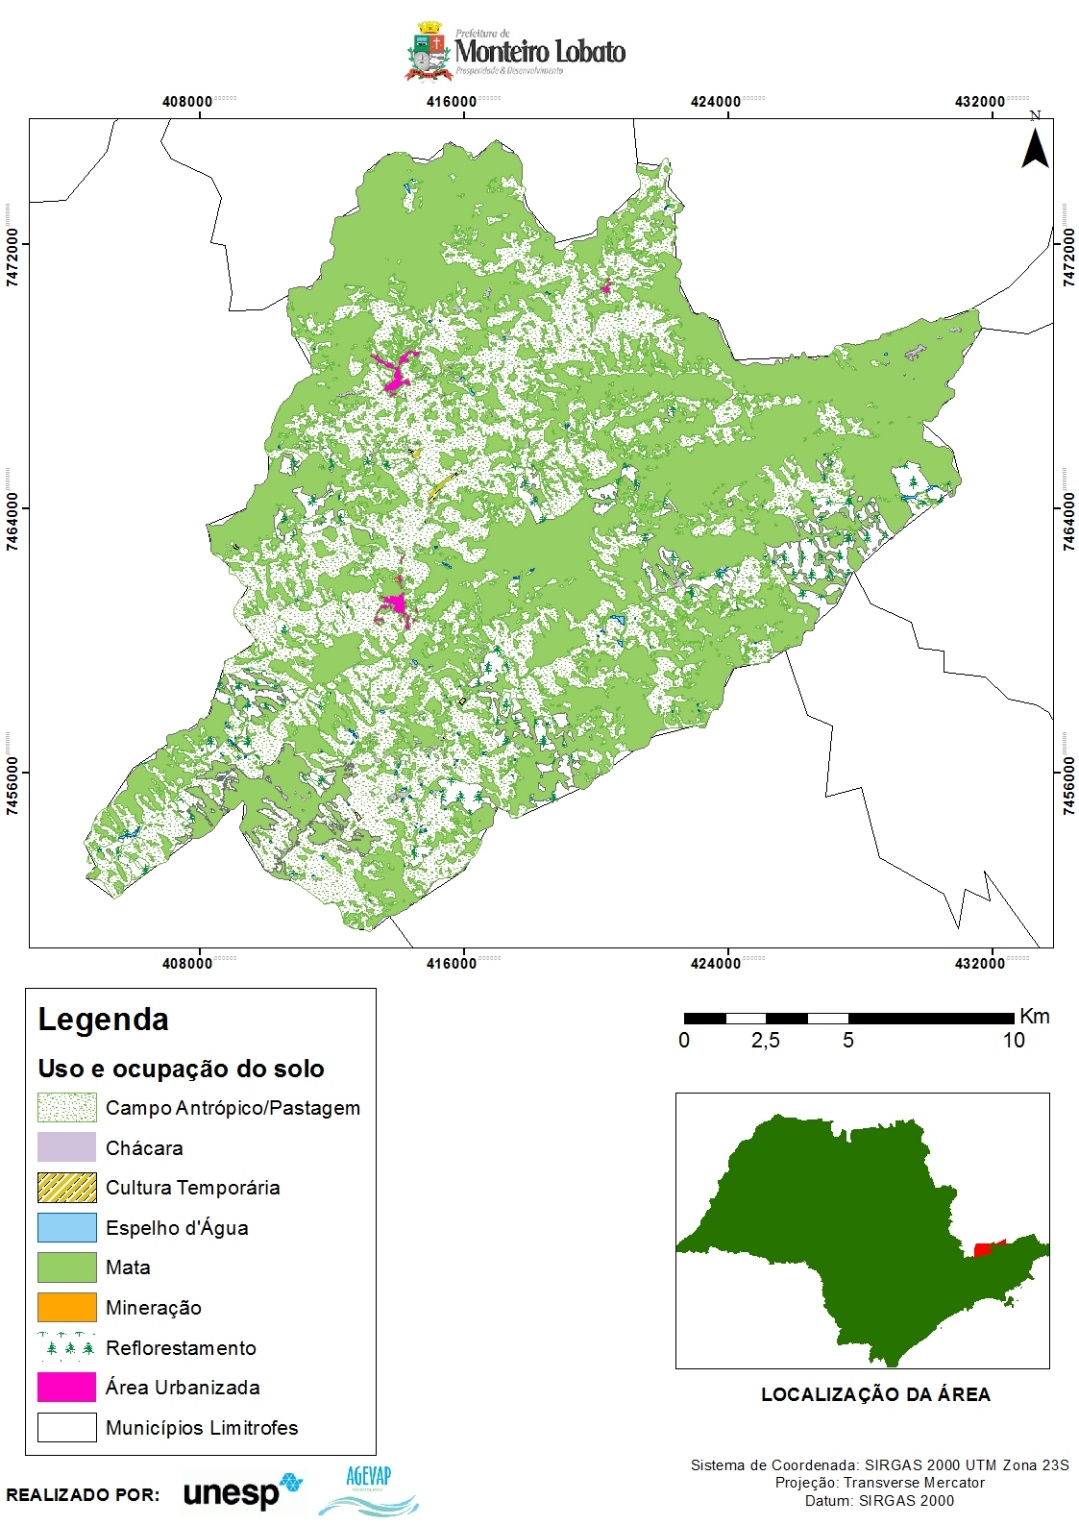 Prefeitura de
Monteiro Lobato
Prosperidade & Desenvolvimento
408000 416000 424000 432000
N
7472000 7472000
7464000 7464000
7456000 7456000
408000 416000 424000 432000
Legenda
Uso e ocupação do solo
Campo Antrópico/Pastagem
Chácara
Cultura Temporária
Espelho d'Água
Mata
Mineração
Reflorestamento
Área Urbanizada
Municípios Limitrofes
Km
0 2,5 5 10
LOCALIZAÇÃO DA ÁREA
Sistema de Coordenada: SIRGAS 2000 UTM Zona 23S
Projeção: Transverse Mercator
Datum: SIRGAS 2000
REALIZADO POR:
unesp
AGEVAP